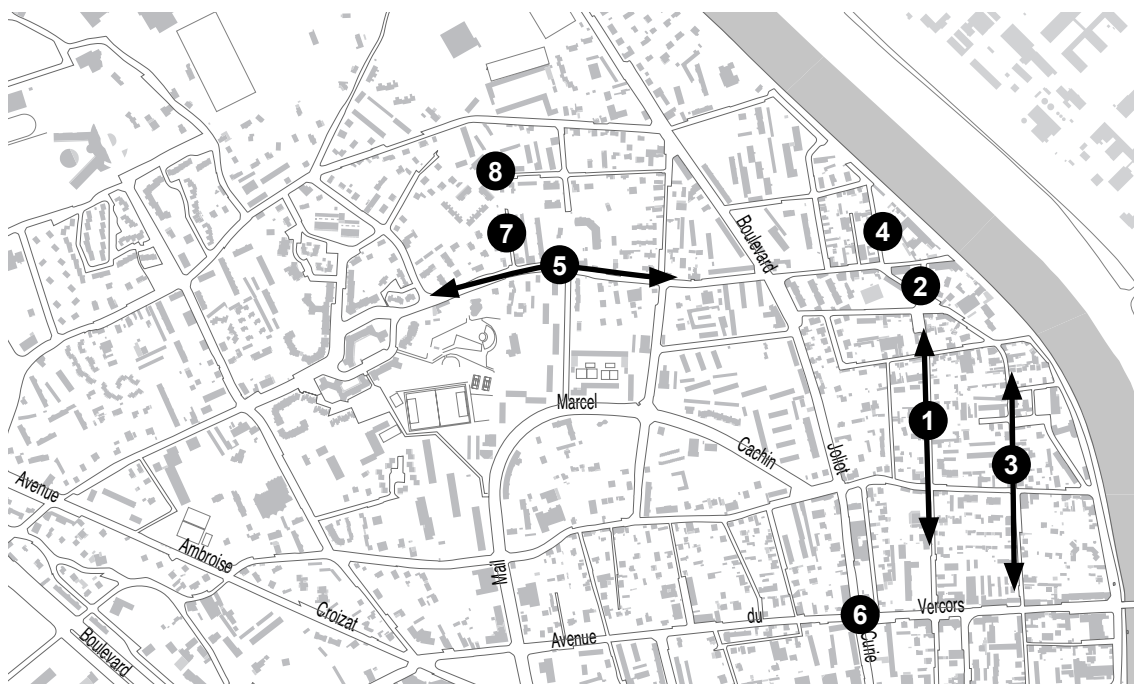 8
7
Boulevard
4
5
2
Marcel
1
Cachin
Joliot
3
Avenue
Ambroise
Mail
Croizat
Vercors
du
6
Avenue
Curie
Boulevard